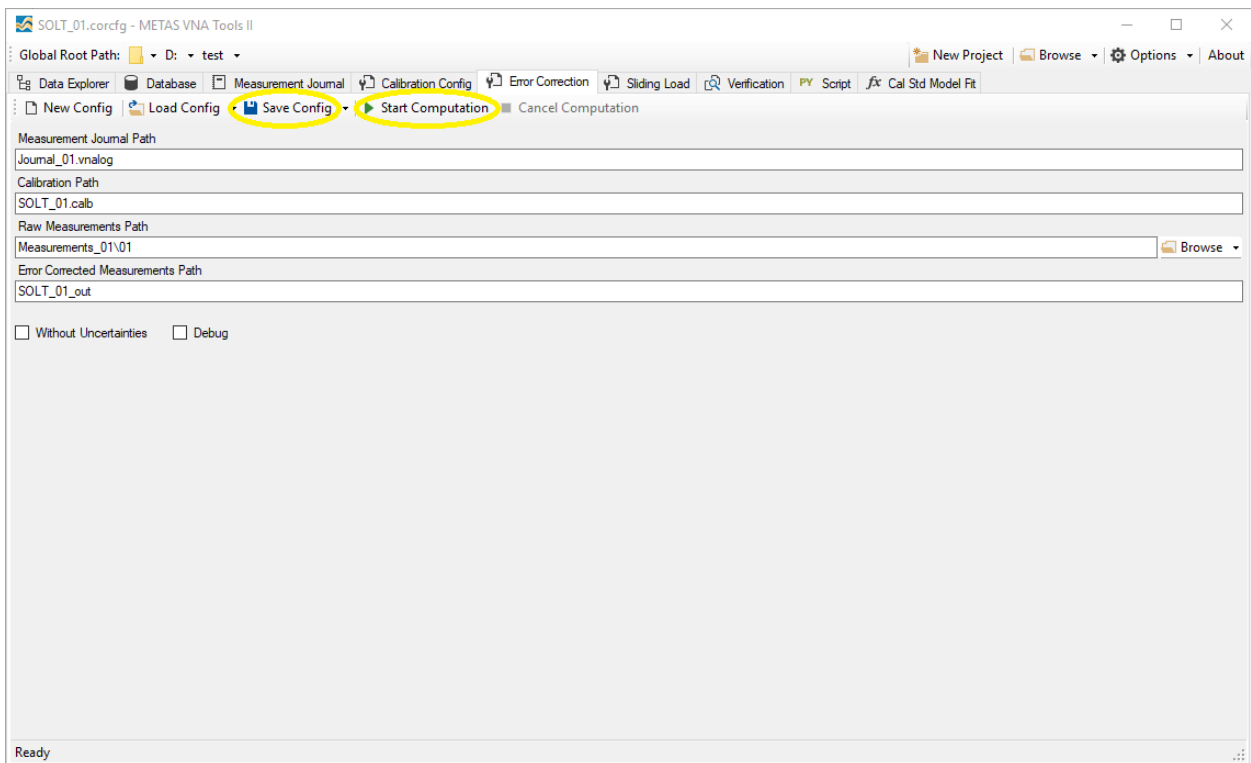 SOLT_01.corcfg - METAS VNA Tools II
Global Root Path: D: test New Project Browse Options About
Data Explorer Database Measurement Journal Calibration Config Error Correction Sliding Load Verification PY Script fx Cal Std Model Fit
New Config Load Config Save Config Start Computation Cancel Computation
Measurement Journal Path
Journal_01.vnalog
Calibration Path
SOLT_01.calb
Raw Measurements Path
Measurements_01\01 Browse
Error Corrected Measurements Path
SOLT_01_out
Without Uncertainties Debug
Ready